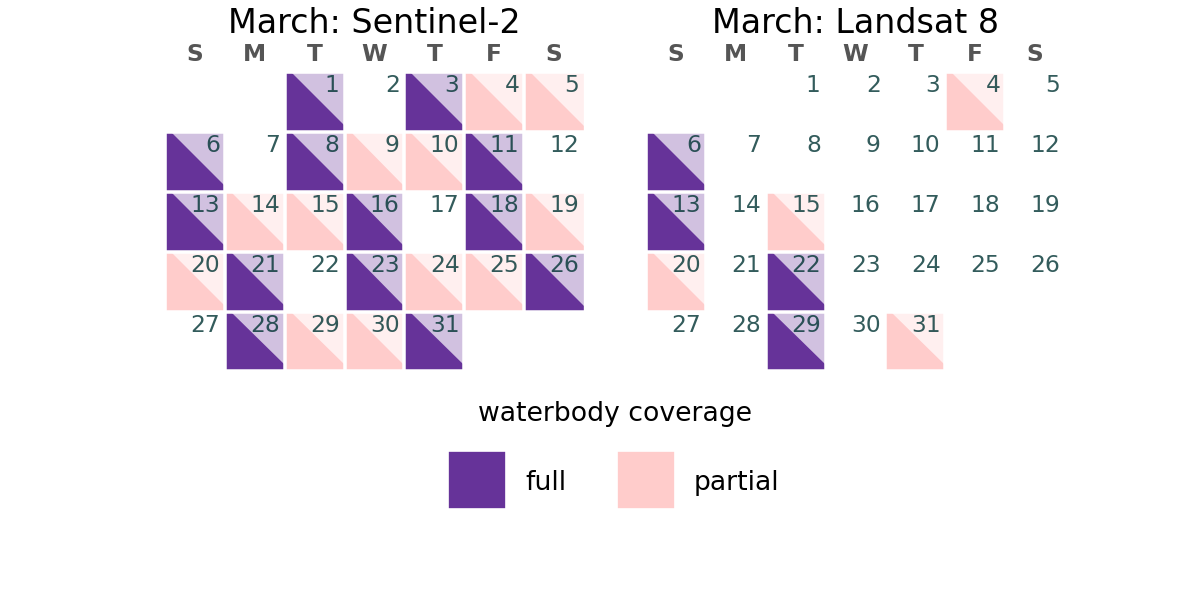 March: Sentinel-2
S M T W T F S
1 2 3 4 5
6 7 8 9 10 11 12
13 14 15 16 17 18 19
20 21 22 23 24 25 26
27 28 29 30 31
March: Landsat 8
S M T W T F S
1 2 3 4 5
6 7 8 9 10 11 12
13 14 15 16 17 18 19
20 21 22 23 24 25 26
27 28 29 30 31
waterbody coverage
full partial